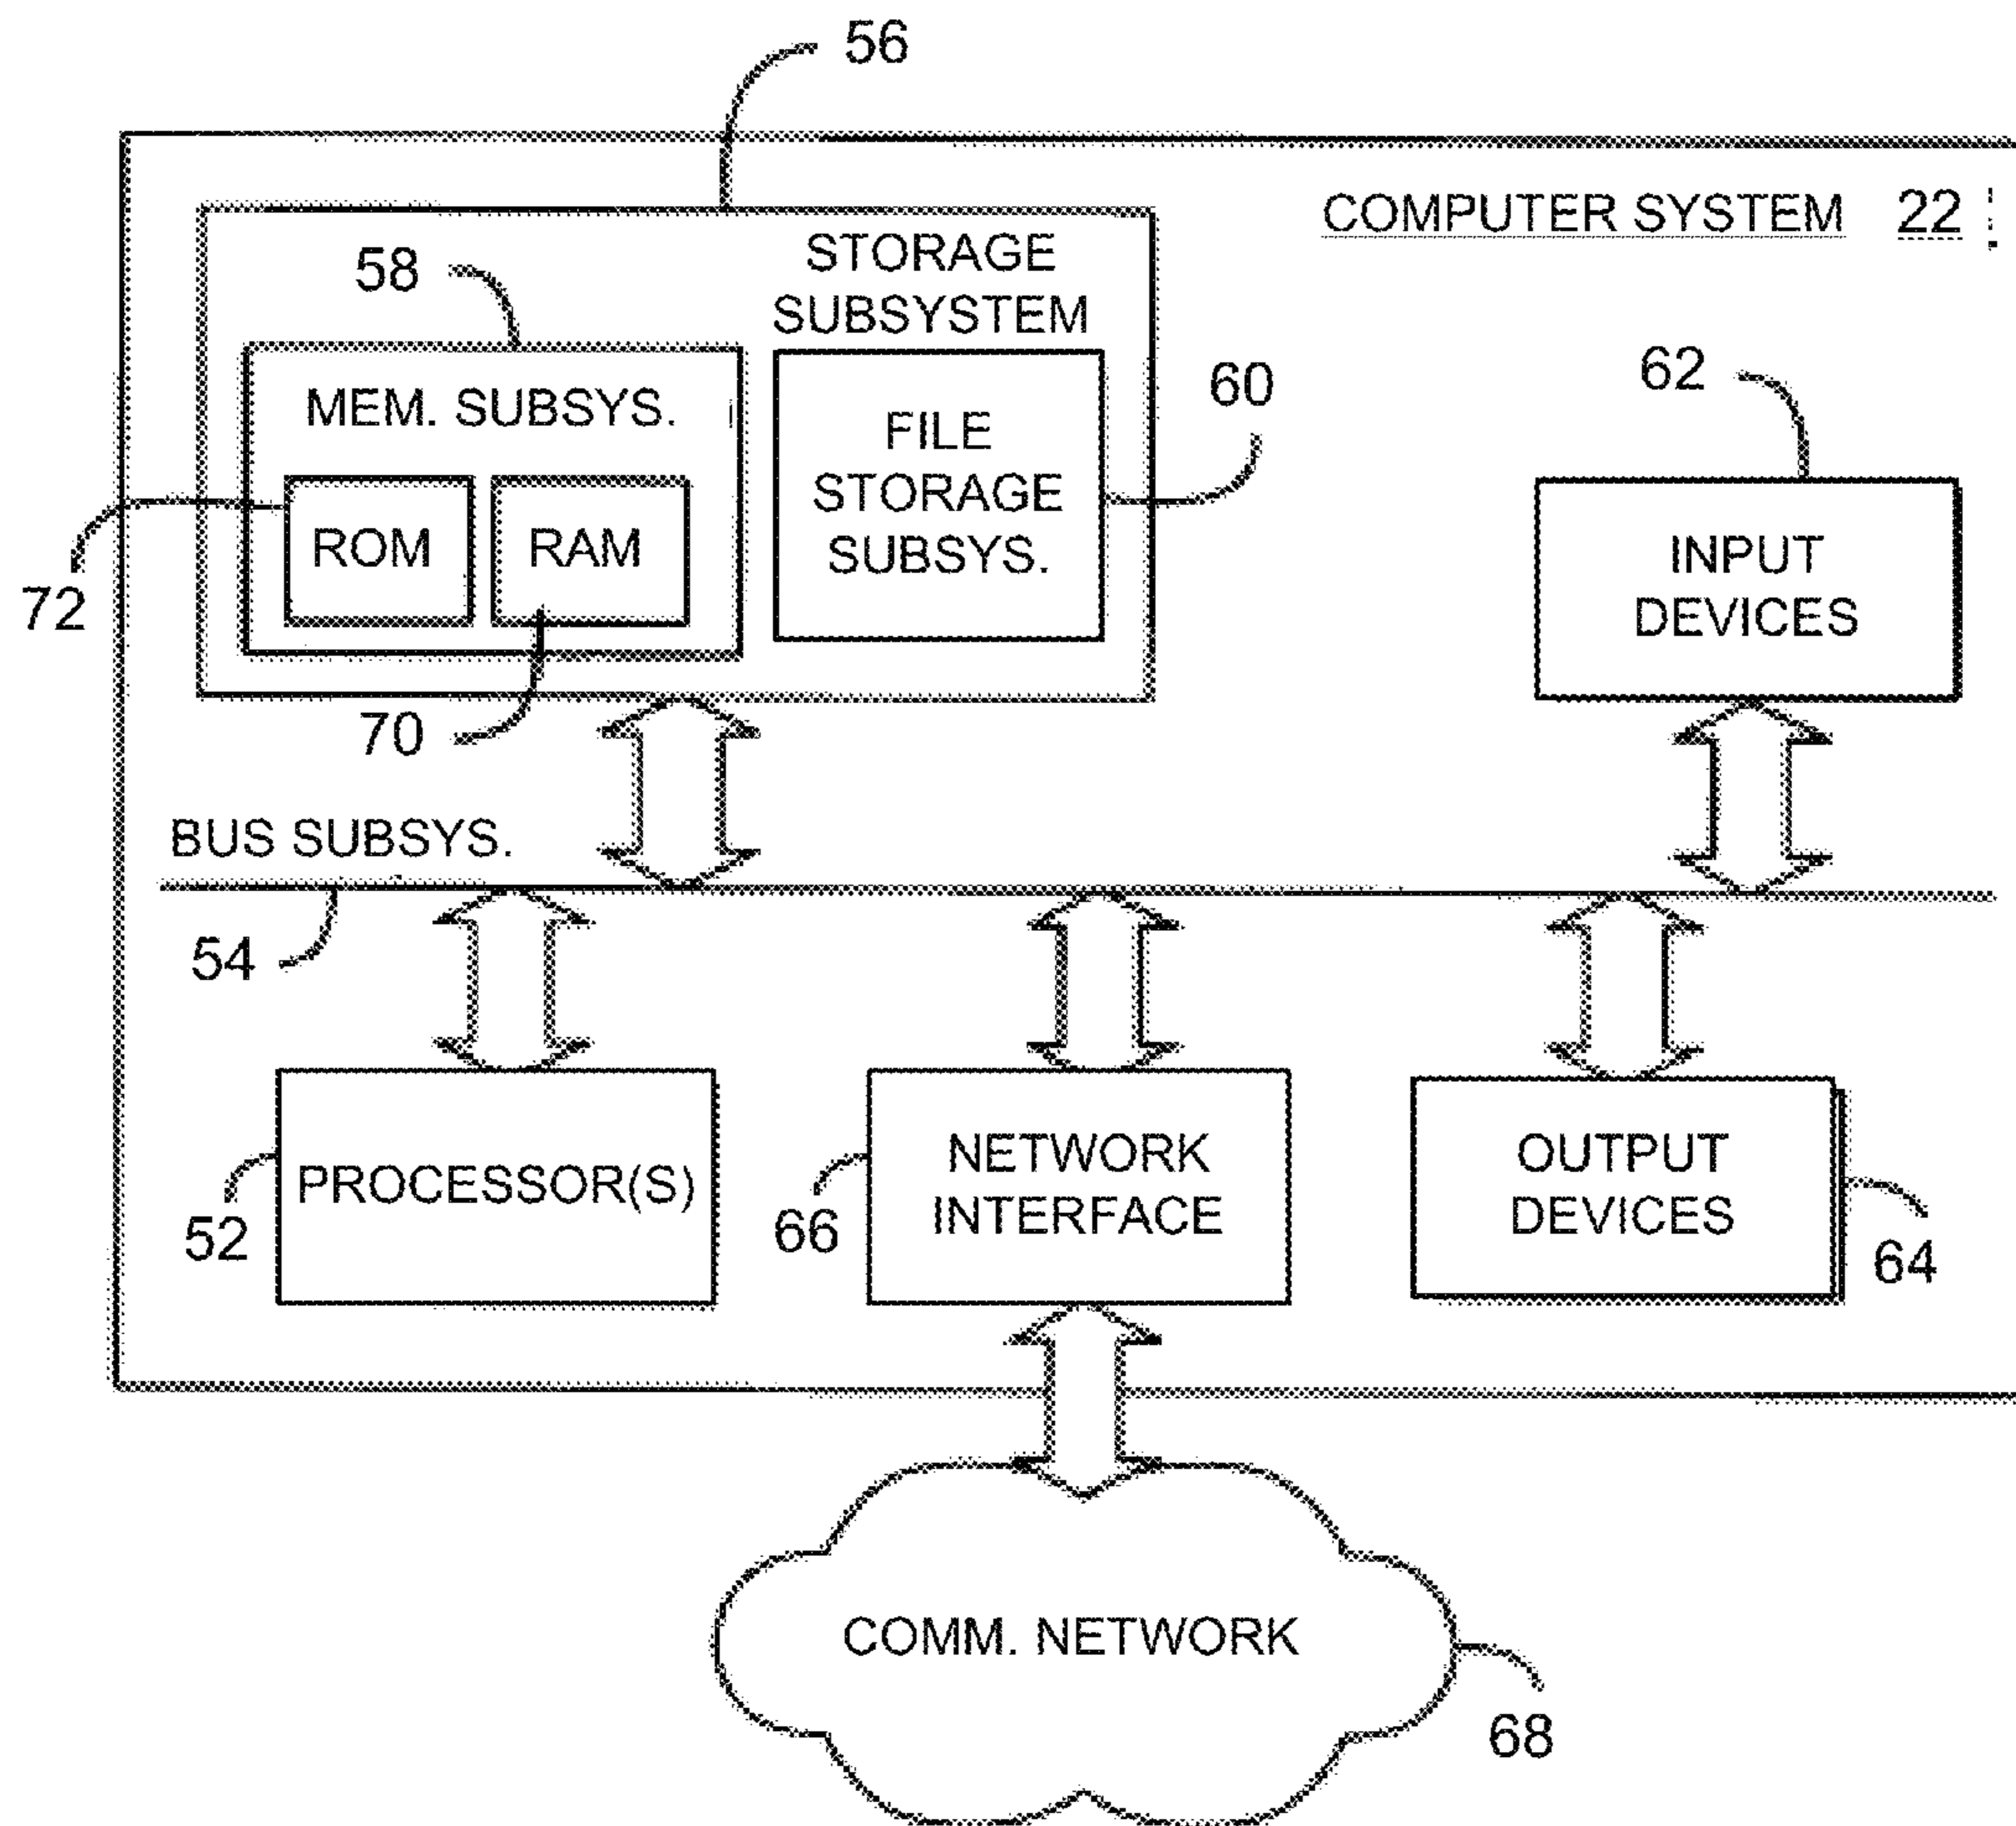 56
COMPUTER SYSTEM 22
STORAGE
SUBSYSTEM
58
MEM. SUBSYS.
FILE
STORAGE
SUBSYS.
60
62
ROM
RAM
72
70
INPUT
DEVICES
BUS SUBSYS.
54
PROCESSOR(S)
52
NETWORK
INTERFACE
66
OUTPUT
DEVICES
64
COMM. NETWORK
68